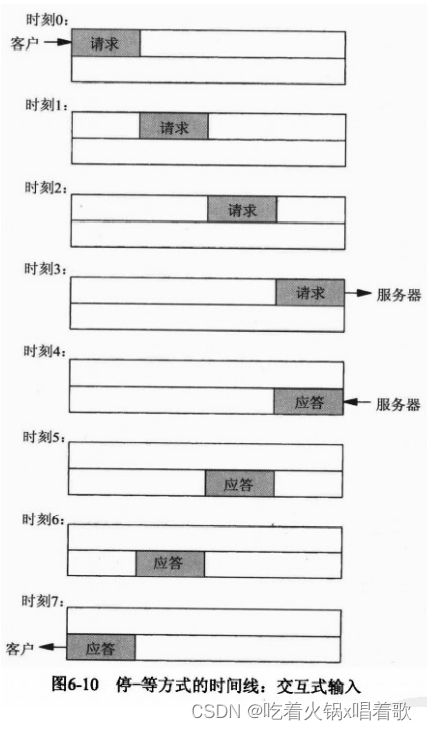 时刻0:
客户 请求
时刻1:
请求
时刻2:
请求
时刻3:
请求 服务器
时刻4:
应答 服务器
时刻5:
应答
时刻6:
应答
时刻7:
客户 应答
图6-10 停-等方式的时间线：交互式输入
CSDN @吃着火锅x唱着歌